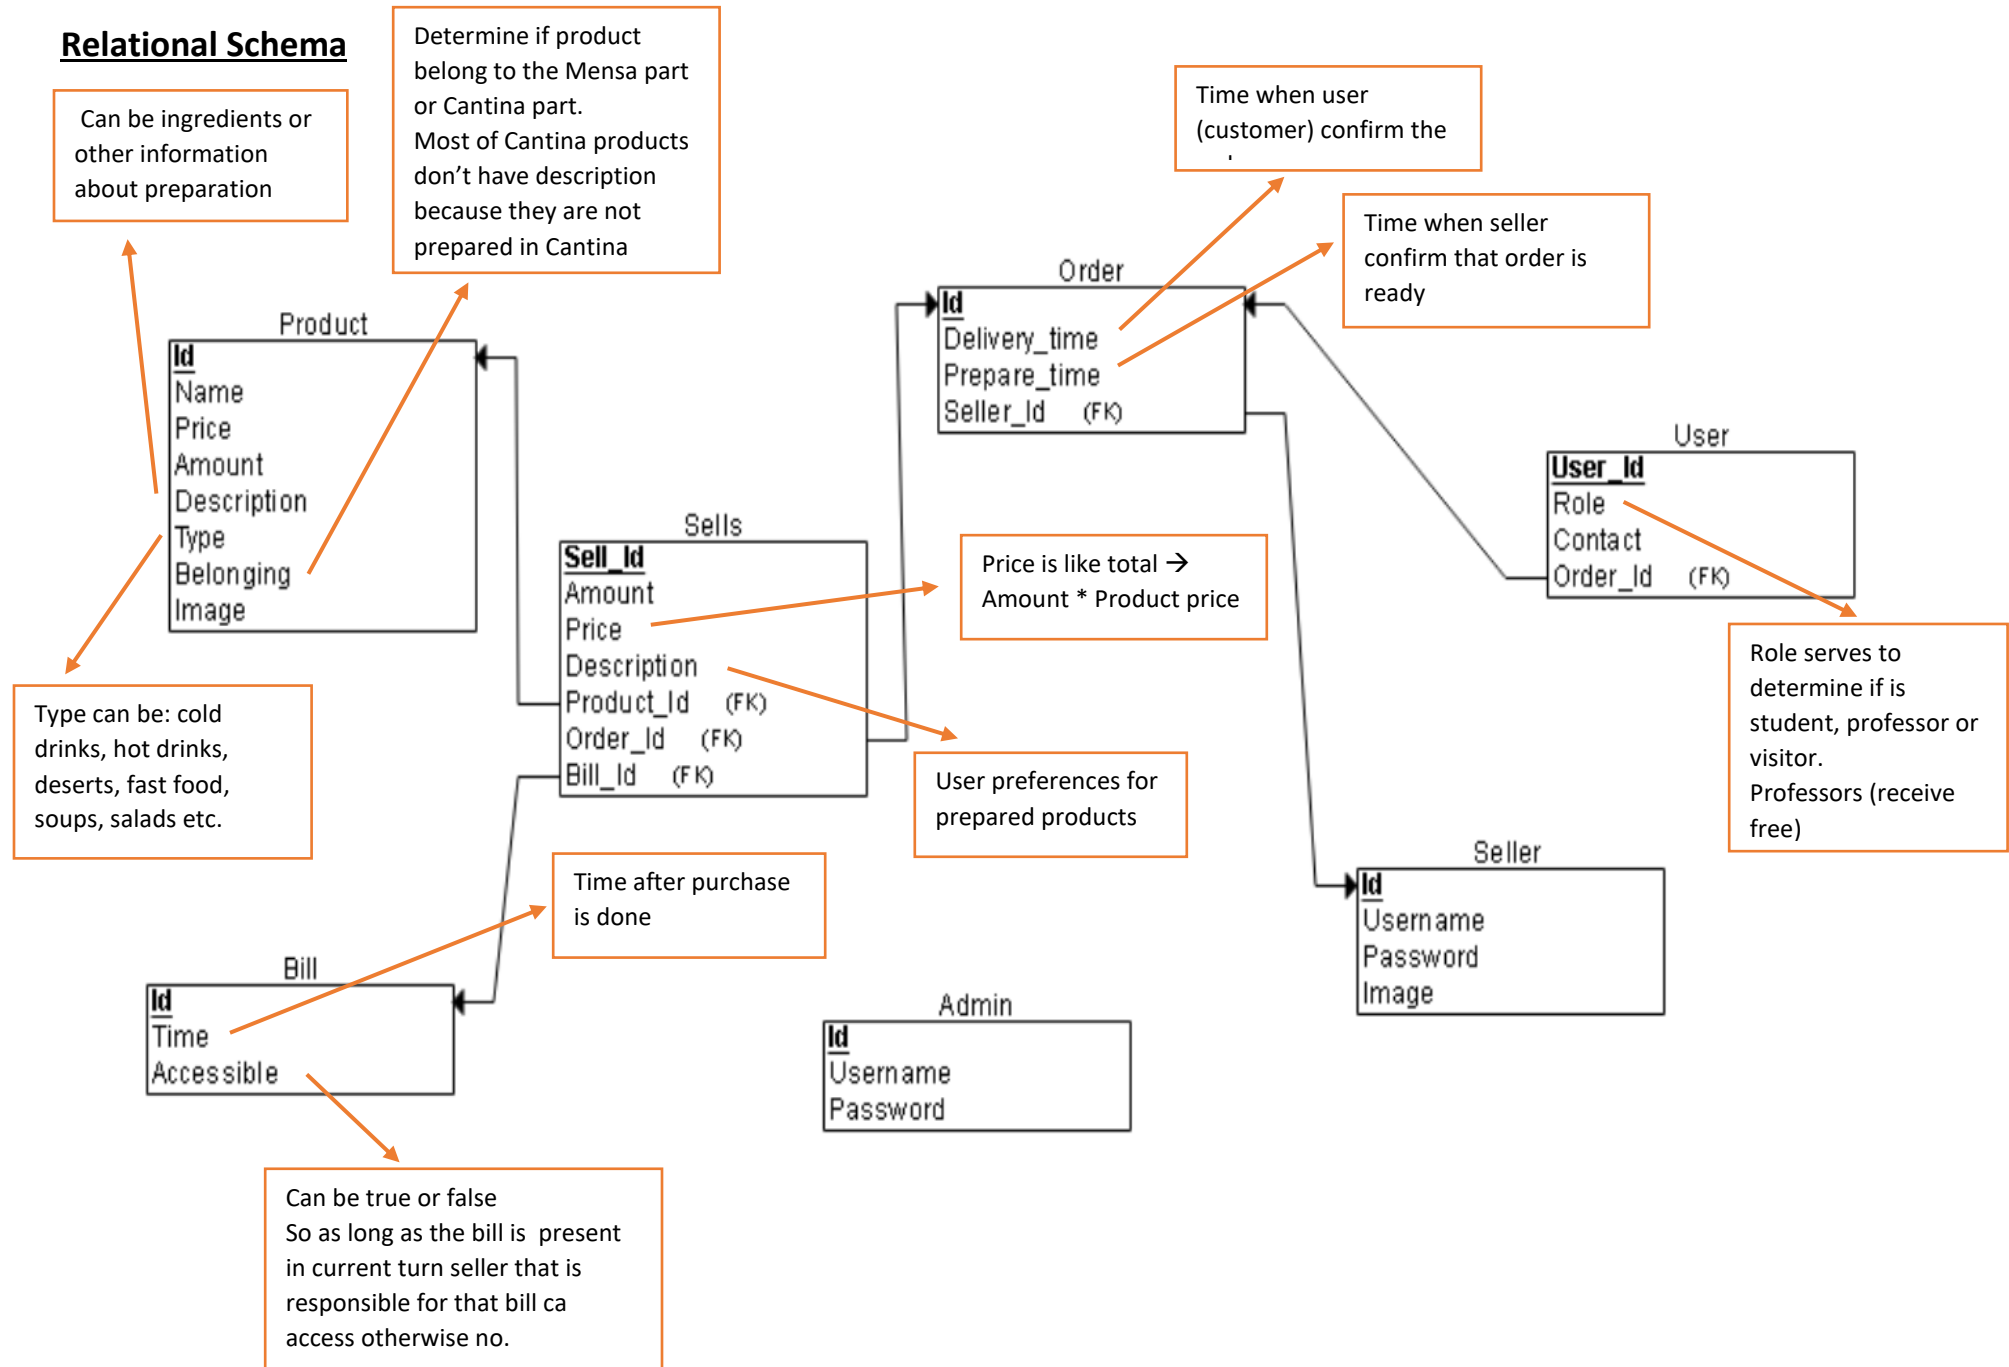 Relational Schema
Can be ingredients or
other information
about preparation
Determine if product
belong to the Mensa part
or Cantina part.
Most of Cantina products
don’t have description
because they are not
prepared in Cantina
Time when user
(customer) confirm the
Time when seller
confirm that order is
ready
Product
Id
Name
Price
Amount
Description
Type
Belonging
Image
Order
Id
Delivery_time
Prepare_time
Seller_Id (FK)
User
User_Id
Role
Contact
Order_Id (FK)
Sells
Sell_Id
Amount
Price
Description
Product_Id (FK)
Order_Id (FK)
Bill_Id (FK)
Price is like total →
Amount * Product price
Type can be: cold
drinks, hot drinks,
deserts, fast food,
soups, salads etc.
User preferences for
prepared products
Role serves to
determine if is
student, professor or
visitor.
Professors (receive
free)
Time after purchase
is done
Seller
Id
Username
Password
Image
Bill
Id
Time
Accessible
Admin
Id
Username
Password
Can be true or false
So as long as the bill is present
in current turn seller that is
responsible for that bill ca
access otherwise no.